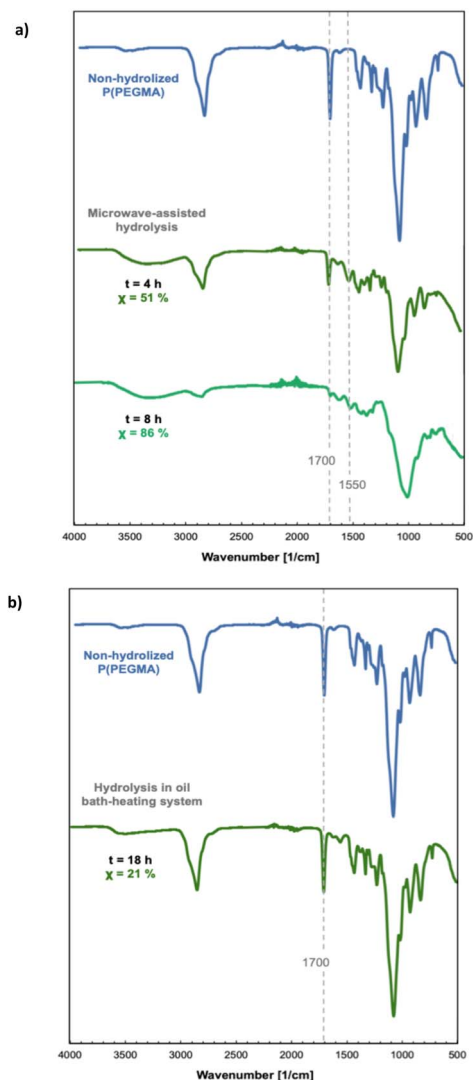 a)
Non-hydrolized
P(PEGMA)
Microwave-assisted
hydrolysis
t = 4 h
χ = 51 %
t = 8 h
χ = 86 %
1700
1550
4000 3500 3000 2500 2000 1500 1000 500
Wavenumber [1/cm]
b)
Non-hydrolized
P(PEGMA)
Hydrolysis in oil
bath-heating system
t = 18 h
χ = 21 %
1700
4000 3500 3000 2500 2000 1500 1000 500
Wavenumber [1/cm]